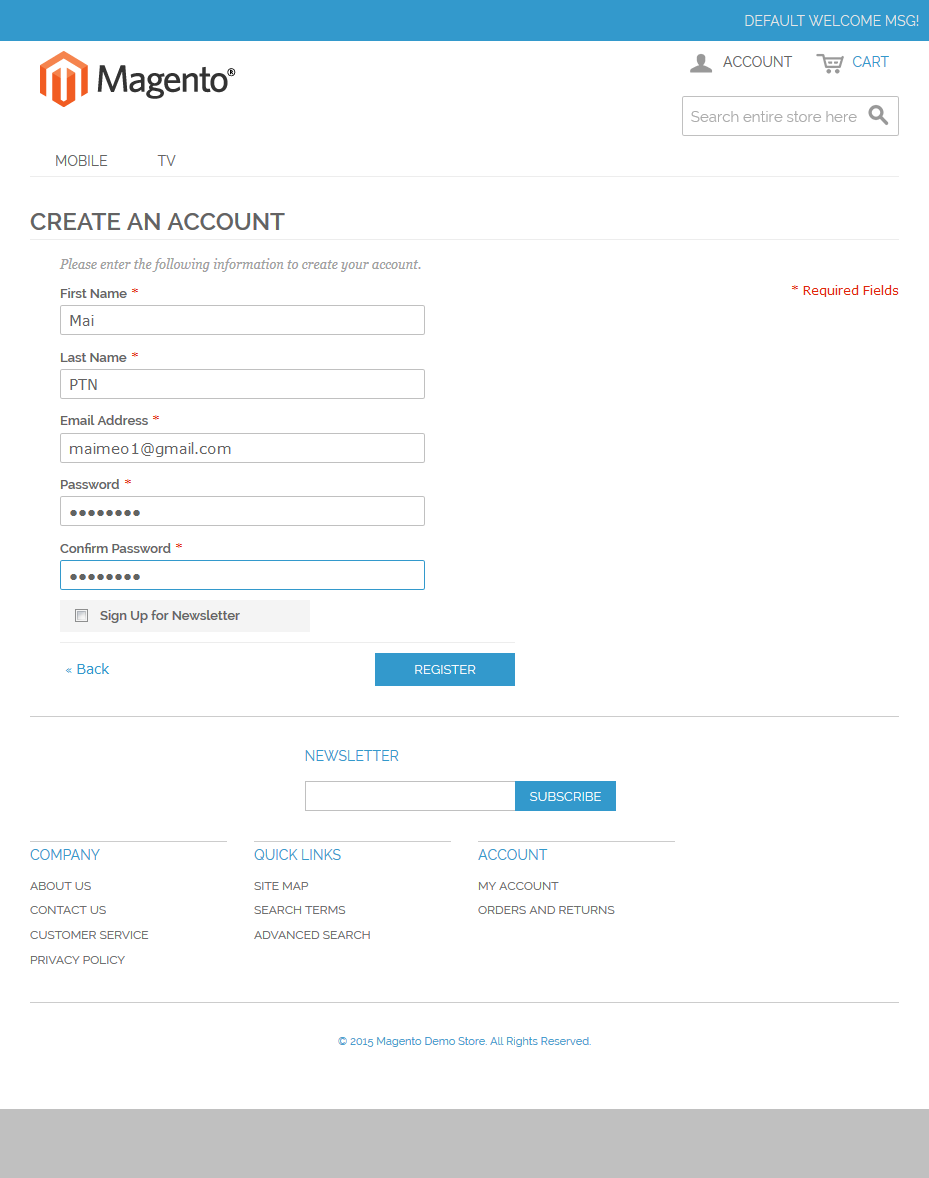 DEFAULT WELCOME MSG!
Magento®
ACCOUNT
CART
Search entire store here
MOBILE
TV
CREATE AN ACCOUNT
Please enter the following information to create your account.
* Required Fields
First Name *
Mai
Last Name *
PTN
Email Address *
maimeo1@gmail.com
Password *
●●●●●●●●
Confirm Password *
●●●●●●●●
Sign Up for Newsletter
« Back
REGISTER
NEWSLETTER
SUBSCRIBE
COMPANY
ABOUT US
CONTACT US
CUSTOMER SERVICE
PRIVACY POLICY
QUICK LINKS
SITE MAP
SEARCH TERMS
ADVANCED SEARCH
ACCOUNT
MY ACCOUNT
ORDERS AND RETURNS
© 2015 Magento Demo Store. All Rights Reserved.